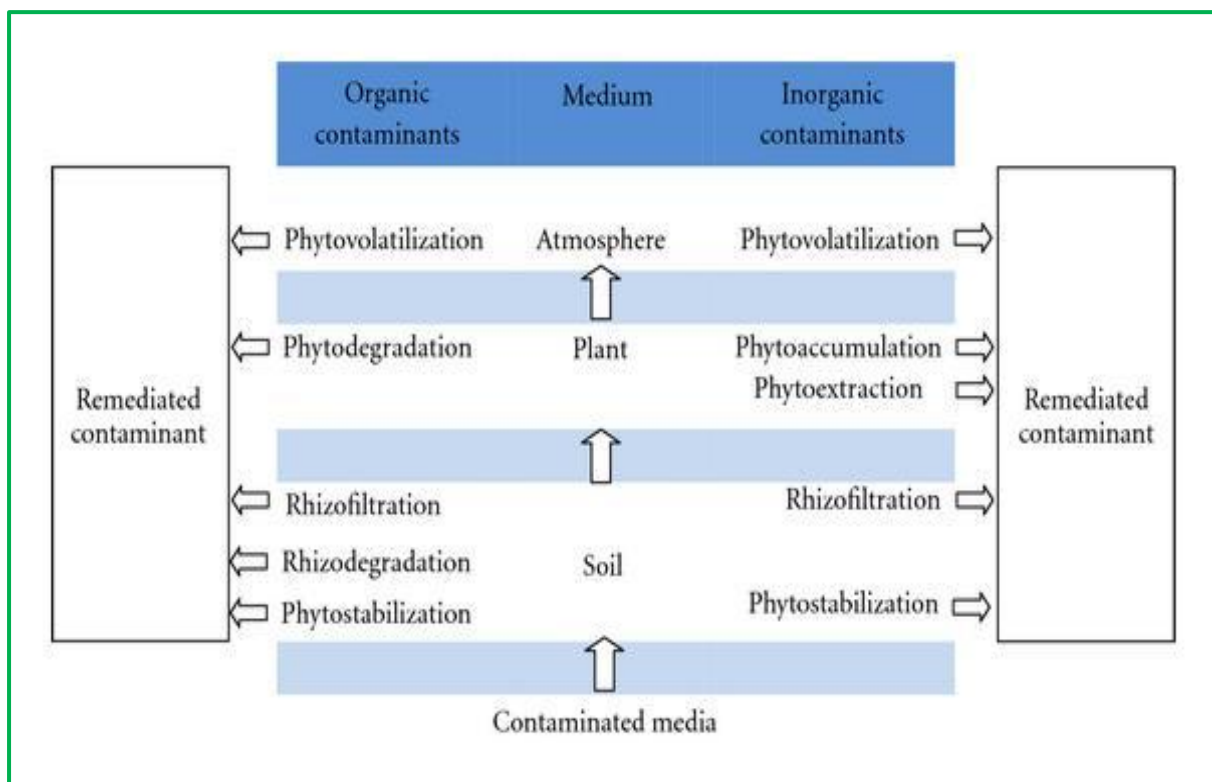 Organic
contaminants
Medium
Inorganic
contaminants
Phytovolatilization
Atmosphere
Phytovolatilization
Phytodegradation
Plant
Phytoaccumulation
Phytoextraction
Remediated
contaminant
Remediated
contaminant
Rhizofiltration
Rhizofiltration
Rhizodegradation
Soil
Phytostabilization
Phytostabilization
Contaminated media